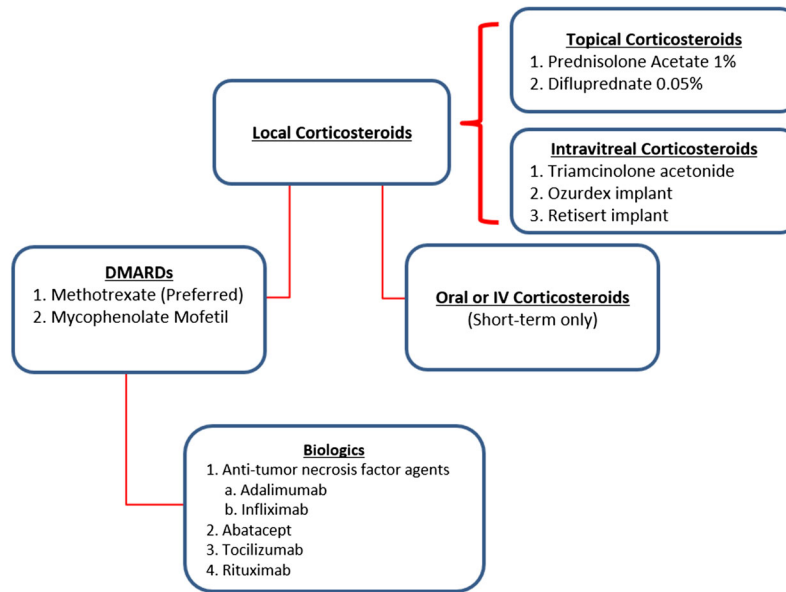 Local Corticosteroids
Topical Corticosteroids
1. Prednisolone Acetate 1%
2. Difluprednate 0.05%
Intravitreal Corticosteroids
1. Triamcinolone acetonide
2. Ozurdex implant
3. Retisert implant
DMARDs
1. Methotrexate (Preferred)
2. Mycophenolate Mofetil
Oral or IV Corticosteroids
(Short-term only)
Biologics
1. Anti-tumor necrosis factor agents
a. Adalimumab
b. Infliximab
2. Abatacept
3. Tocilizumab
4. Rituximab